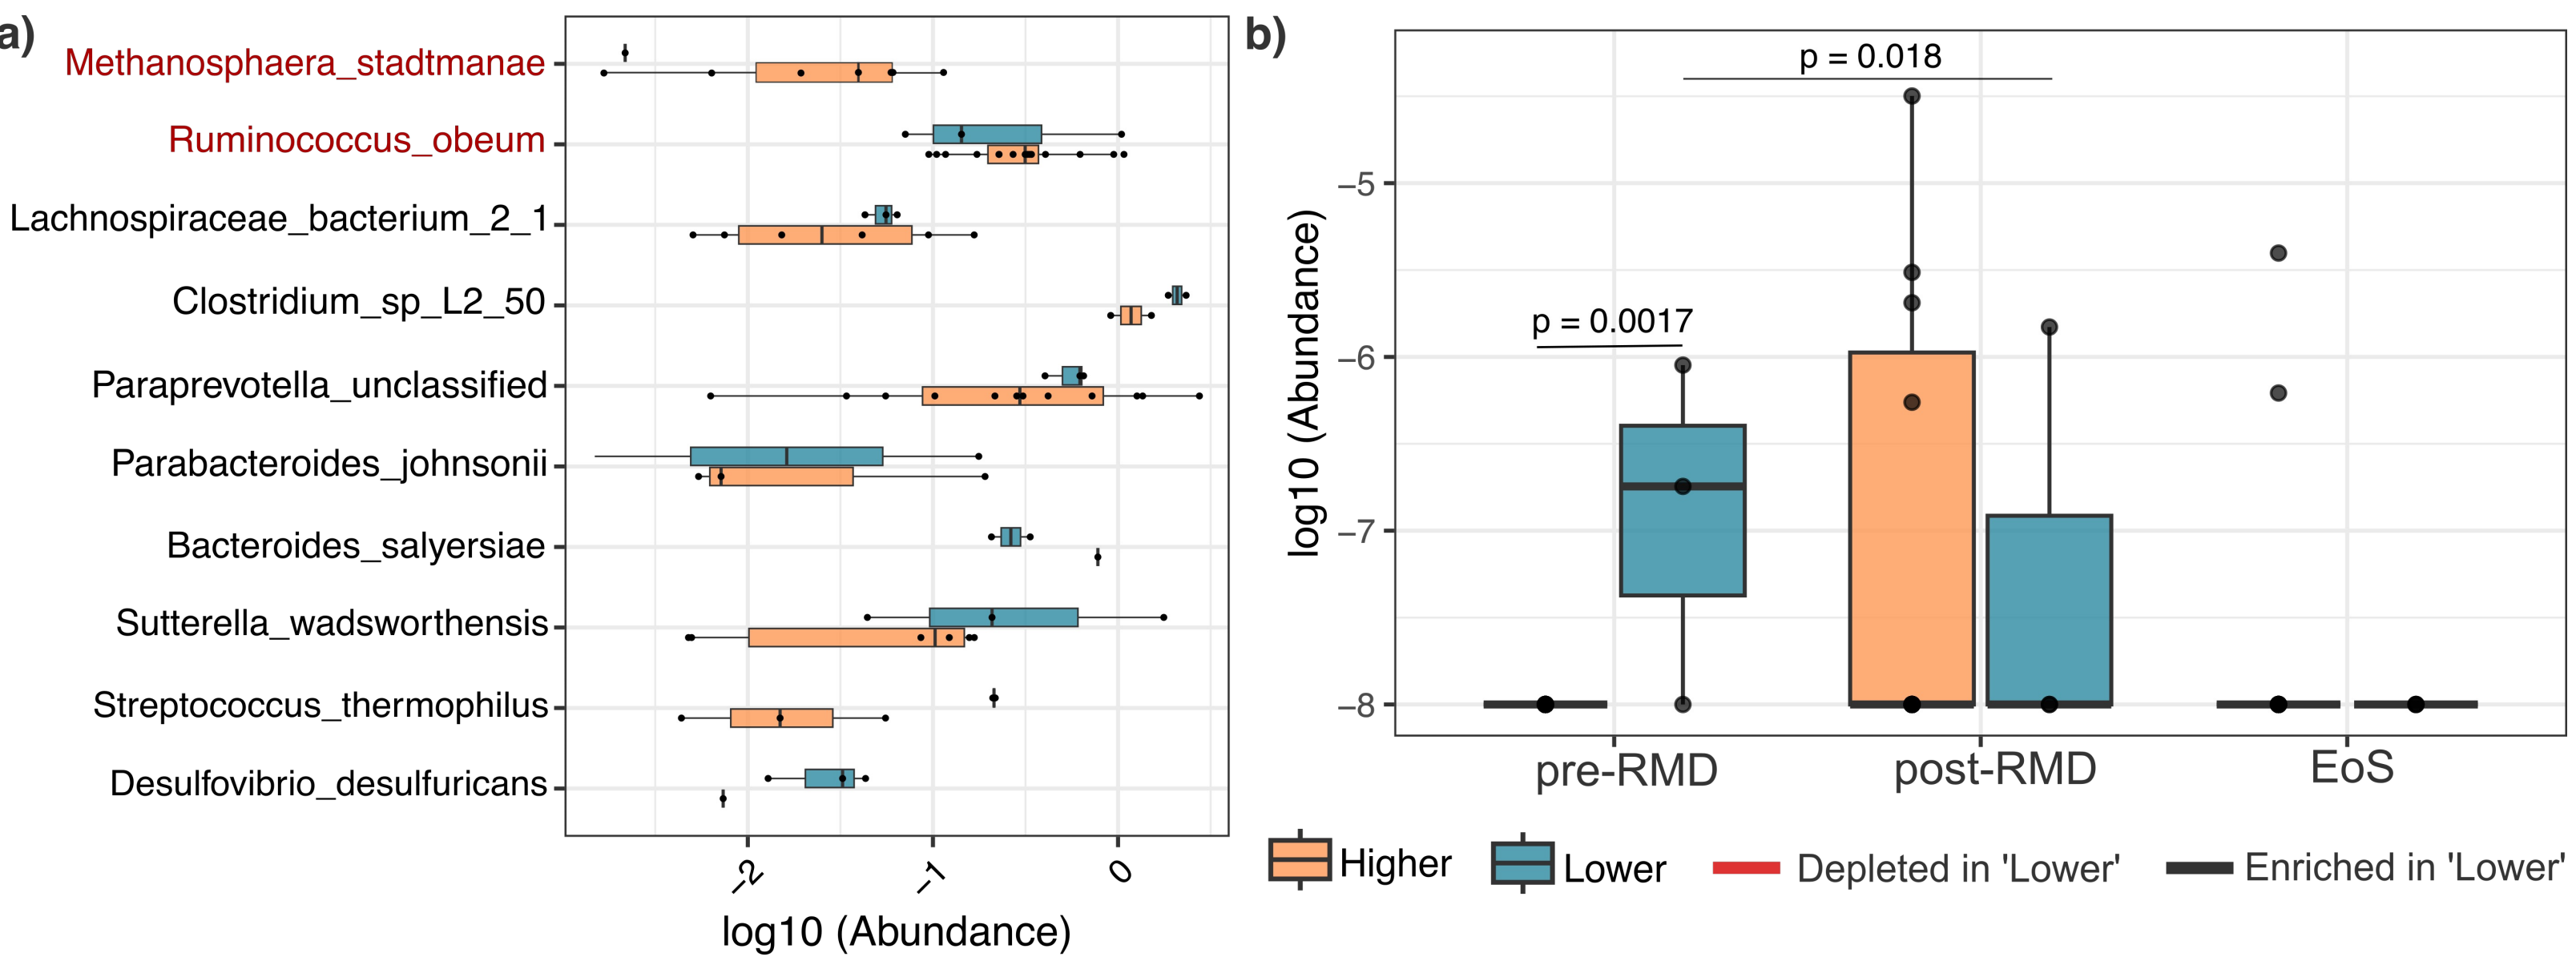 a)
Methanosphaera_stadtmanae
Ruminococcus_obeum
Lachnospiraceae_bacterium_2_1
Clostridium_sp_L2_50
Paraprevotella_unclassified
Parabacteroides_johnsonii
Bacteroides_salyersiae
Sutterella_wadsworthensis
Streptococcus_thermophilus
Desulfovibrio_desulfuricans
−2 −1 0
log10 (Abundance)
b)
p = 0.018
p = 0.0017
log10 (Abundance)
−5
−6
−7
−8
pre-RMD post-RMD EoS
Higher Lower Depleted in 'Lower' Enriched in 'Lower'